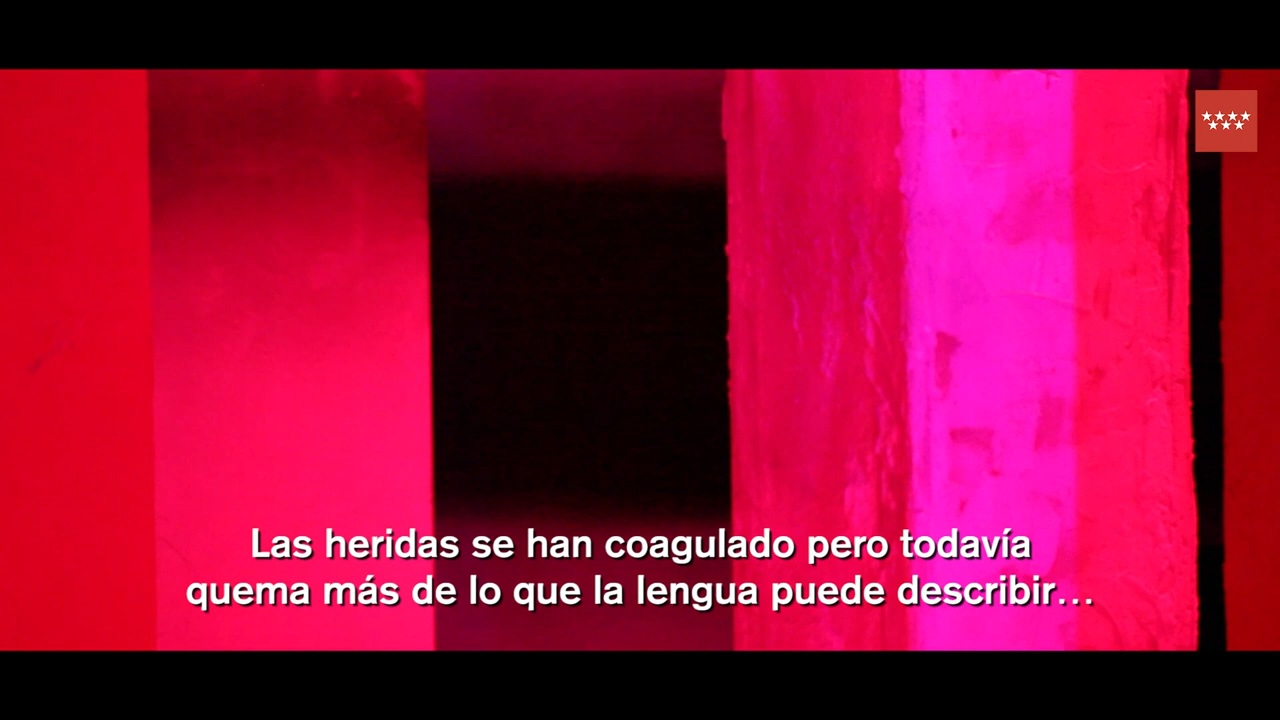 Las heridas se han coagulado pero todavía
quema más de lo que la lengua puede describir…